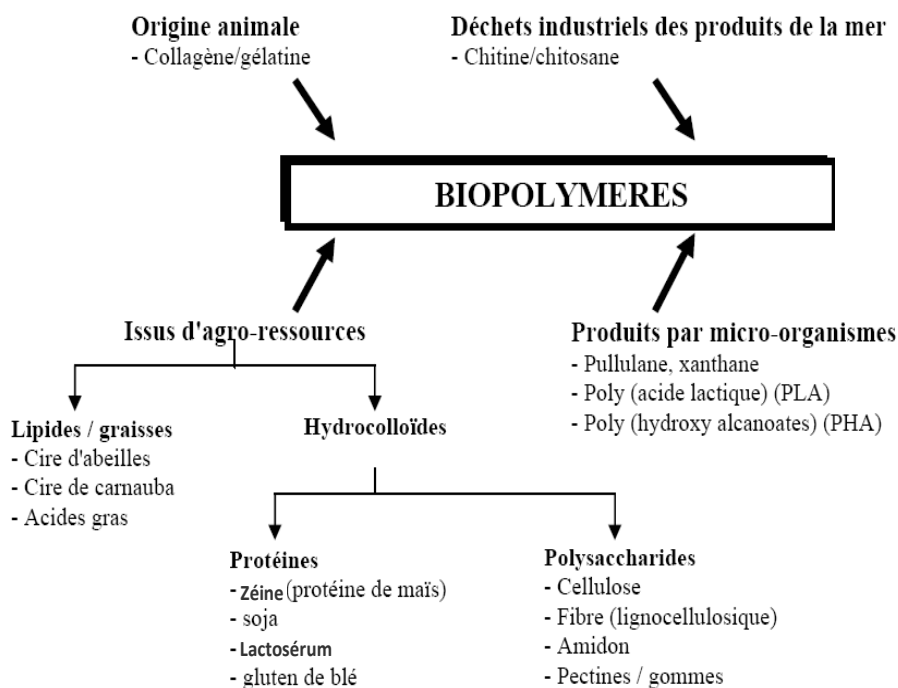 Origine animale
- Collagène/gélatine
Déchets industriels des produits de la mer
- Chitine/chitosane
BIOPOLYMERES
Issus d'agro-ressources
Produits par micro-organismes
- Pullulane, xanthane
- Poly (acide lactique) (PLA)
- Poly (hydroxy alcanoates) (PHA)
Lipides / graisses
- Cire d'abeilles
- Cire de carnauba
- Acides gras
Hydrocolloïdes
Protéines
- Zéine (protéine de maïs)
- soja
- Lactosérum
- gluten de blé
Polysaccharides
- Cellulose
- Fibre (lignocellulosique)
- Amidon
- Pectines / gommes